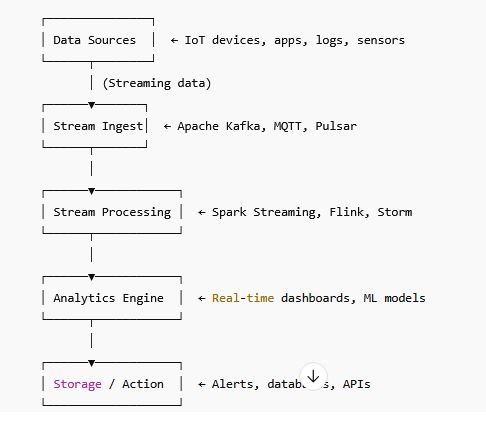 Data Sources ← IoT devices, apps, logs, sensors
(Streaming data)
Stream Ingest ← Apache Kafka, MQTT, Pulsar
Stream Processing ← Spark Streaming, Flink, Storm
Analytics Engine ← Real-time dashboards, ML models
Storage / Action ← Alerts, APIs